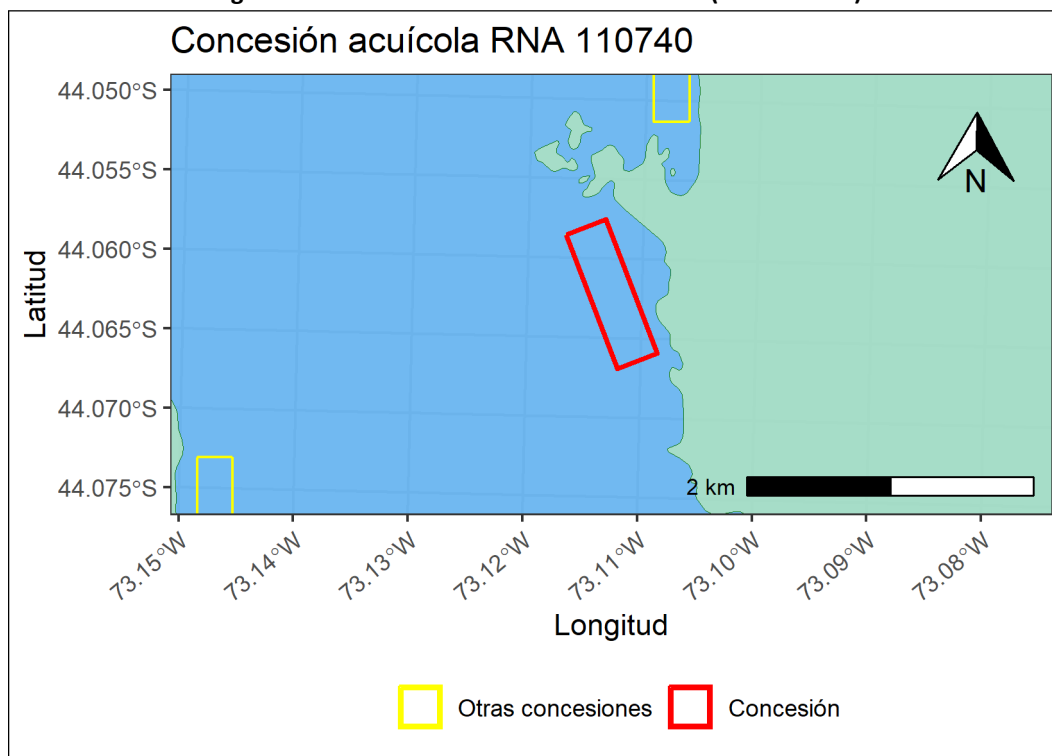 Concesión acuícola RNA 110740
44.050°S
44.055°S
44.060°S
44.065°S
44.070°S
44.075°S
Latitud
N
2 km
73.15°W
73.14°W
73.13°W
73.12°W
73.11°W
73.10°W
73.09°W
73.08°W
Longitud
Otras concesiones
Concesión